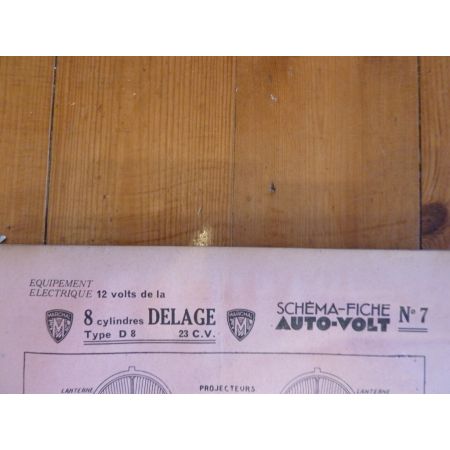 EQUIPEMENT
ELECTRIQUE 12 volts de la
MARCHAL 8 cylindres DELAGE MARCHAL
Type D 8 23 C.V.
SCHÉMA-FICHE
AUTO-VOLT Nº 7
LANTERNE PROJECTEURS LANTERNE